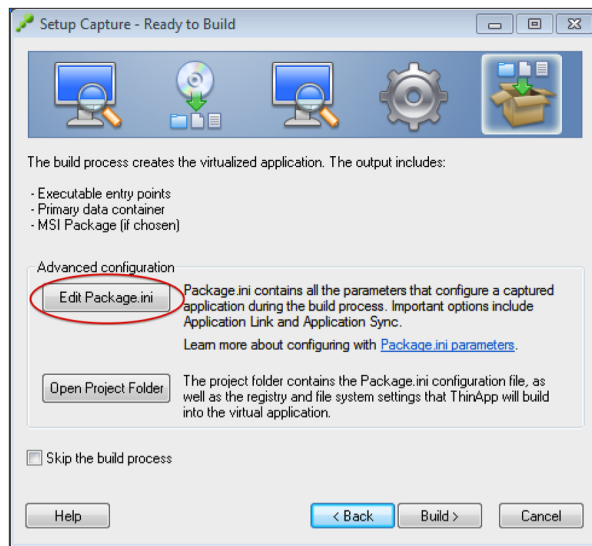 Setup Capture - Ready to Build
The build process creates the virtualized application. The output includes:
- Executable entry points
- Primary data container
- MSI Package (if chosen)
Advanced configuration
Edit Package.ini
Package.ini contains all the parameters that configure a captured
application during the build process. Important options include
Application Link and Application Sync.
Learn more about configuring with Package.ini parameters.
Open Project Folder
The project folder contains the Package.ini configuration file, as
well as the registry and file system settings that ThinApp will build
into the virtual application.
Skip the build process
Help
< Back
Build >
Cancel